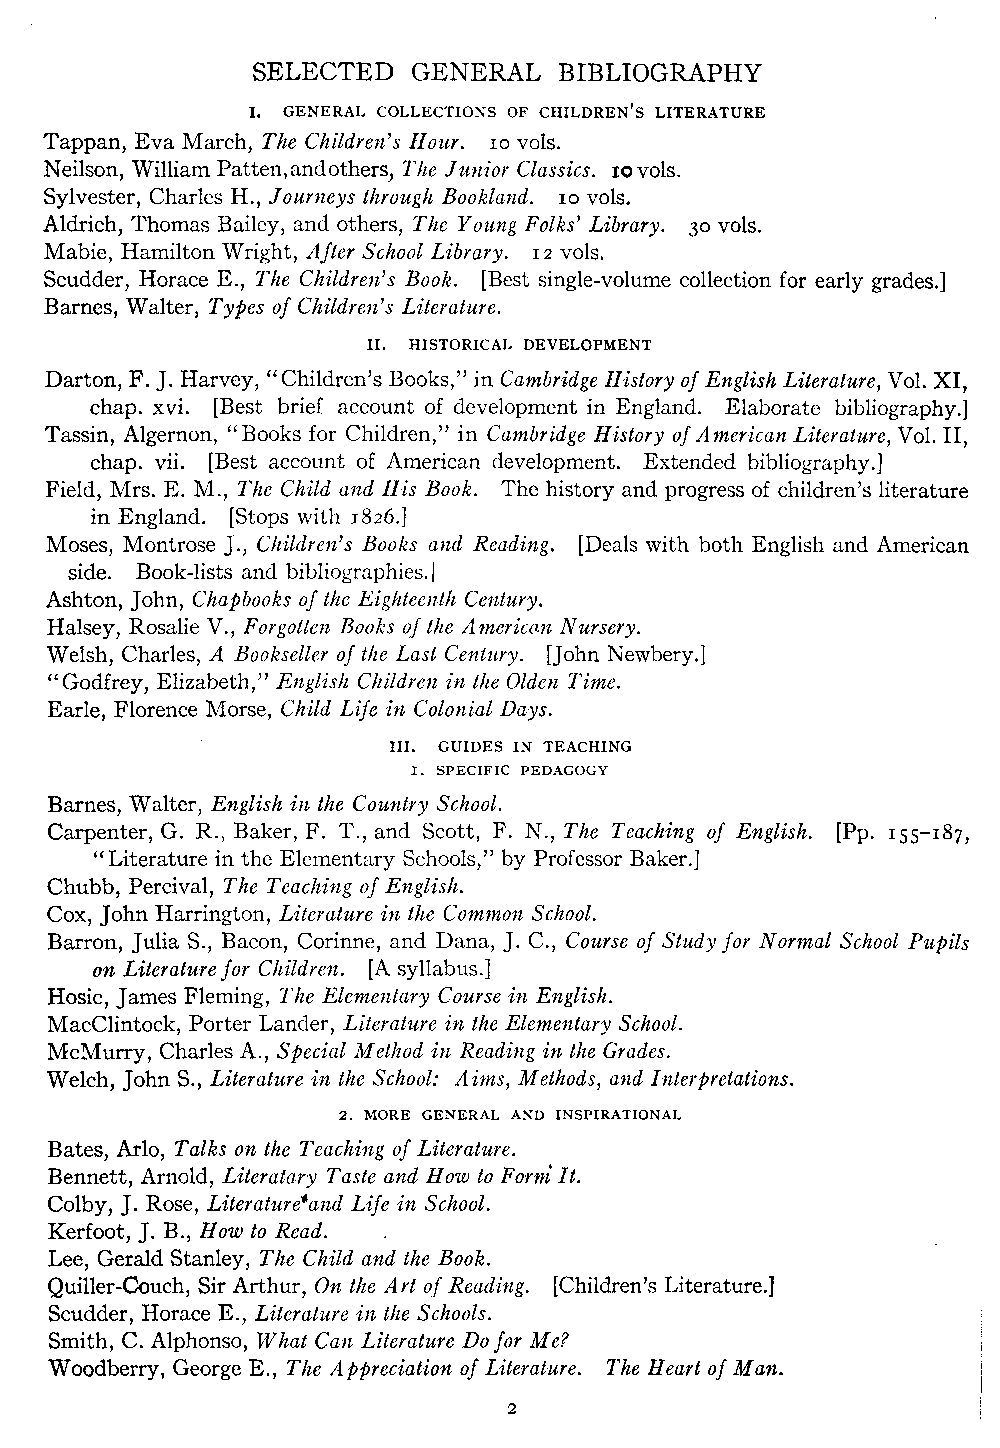 SELECTED GENERAL BIBLIOGRAPHY
I. GENERAL COLLECTIONS OF CHILDREN'S LITERATURE
Tappan, Eva March, The Children's Hour. 10 vols.
Neilson, William Patten, and others, The Junior Classics. 10 vols.
Sylvester, Charles H., Journeys through Bookland. 10 vols.
Aldrich, Thomas Bailey, and others, The Young Folks' Library. 30 vols.
Mabie, Hamilton Wright, After School Library. 12 vols.
Scudder, Horace E., The Children's Book. [Best single-volume collection for early grades.]
Barnes, Walter, Types of Children's Literature.
II. HISTORICAL DEVELOPMENT
Darton, F. J. Harvey, "Children's Books," in Cambridge History of English Literature, Vol. XI,
chap. xvi. [Best brief account of development in England. Elaborate bibliography.]
Tassin, Algernon, "Books for Children," in Cambridge History of American Literature, Vol. II,
chap. vii. [Best account of American development. Extended bibliography.]
Field, Mrs. E. M., The Child and His Book. The history and progress of children's literature
in England. [Stops with 1826.]
Moses, Montrose J., Children's Books and Reading. [Deals with both English and American
side. Book-lists and bibliographies.]
Ashton, John, Chapbooks of the Eighteenth Century.
Halsey, Rosalie V., Forgotten Books of the American Nursery.
Welsh, Charles, A Bookseller of the Last Century. [John Newbery.]
"Godfrey, Elizabeth," English Children in the Olden Time.
Earle, Florence Morse, Child Life in Colonial Days.
III. GUIDES IN TEACHING
1. SPECIFIC PEDAGOGY
Barnes, Walter, English in the Country School.
Carpenter, G. R., Baker, F. T., and Scott, F. N., The Teaching of English. [Pp. 155-187,
"Literature in the Elementary Schools," by Professor Baker.]
Chubb, Percival, The Teaching of English.
Cox, John Harrington, Literature in the Common School.
Barron, Julia S., Bacon, Corinne, and Dana, J. C., Course of Study for Normal School Pupils
on Literature for Children. [A syllabus.]
Hosic, James Fleming, The Elementary Course in English.
MacClintock, Porter Lander, Literature in the Elementary School.
McMurry, Charles A., Special Method in Reading in the Grades.
Welch, John S., Literature in the School: Aims, Methods, and Interpretations.
2. MORE GENERAL AND INSPIRATIONAL
Bates, Arlo, Talks on the Teaching of Literature.
Bennett, Arnold, Literatary Taste and How to Form It.
Colby, J. Rose, Literature and Life in School.
Kerfoot, J. B., How to Read.
Lee, Gerald Stanley, The Child and the Book.
Quiller-Couch, Sir Arthur, On the Art of Reading. [Children's Literature.]
Scudder, Horace E., Literature in the Schools.
Smith, C. Alphonso, What Can Literature Do for Me?
Woodberry, George E., The Appreciation of Literature. The Heart of Man.
2